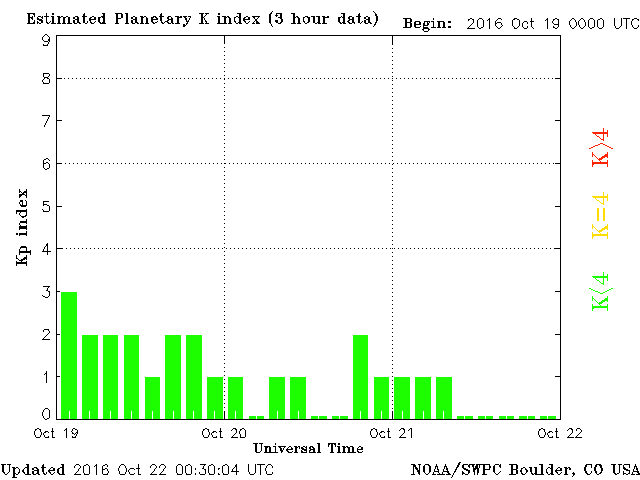 Estimated Planetary K index (3 hour data)
Begin: 2016 Oct 19 0000 UTC
9
8
7
6
5
4
3
2
1
0
Kp index
K>4
K=4
K<4
Oct 19
Oct 20
Oct 21
Oct 22
Universal Time
Updated 2016 Oct 22 00:30:04 UTC
NOAA/SWPC Boulder, CO USA